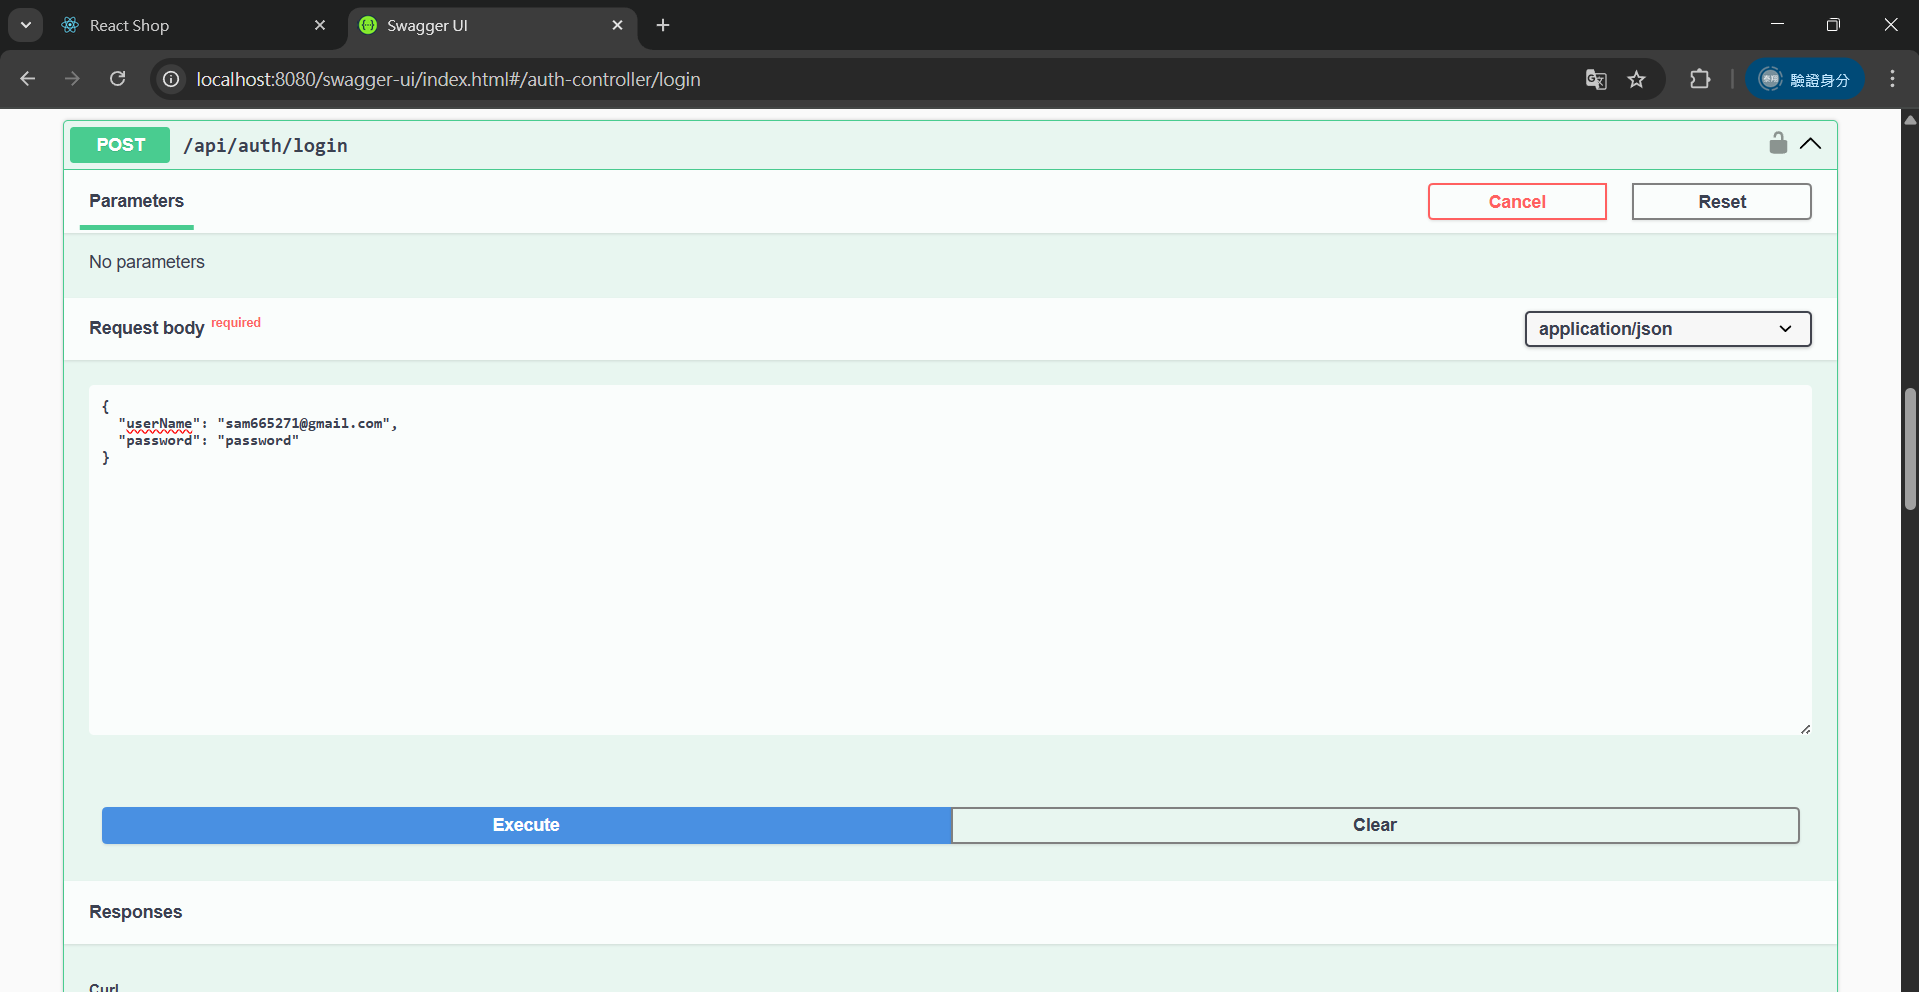 React Shop
Swagger UI
localhost:8080/swagger-ui/index.html#/auth-controller/login
驗證身分
POST /api/auth/login
Parameters
Cancel
Reset
No parameters
Request body required
application/json
{
"userName": "sam665271@gmail.com",
"password": "password"
}
Execute
Clear
Responses
Curl